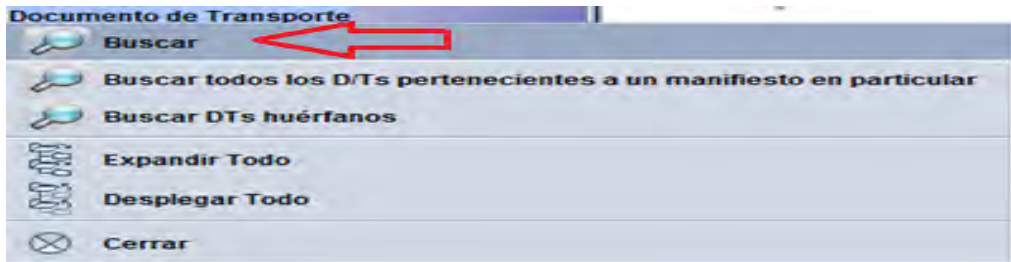 Documento de Transporte
Buscar
Buscar todos los D/Ts pertenecientes a un manifiesto en particular
Buscar DTs huérfanos
Expandir Todo
Desplegar Todo
Cerrar